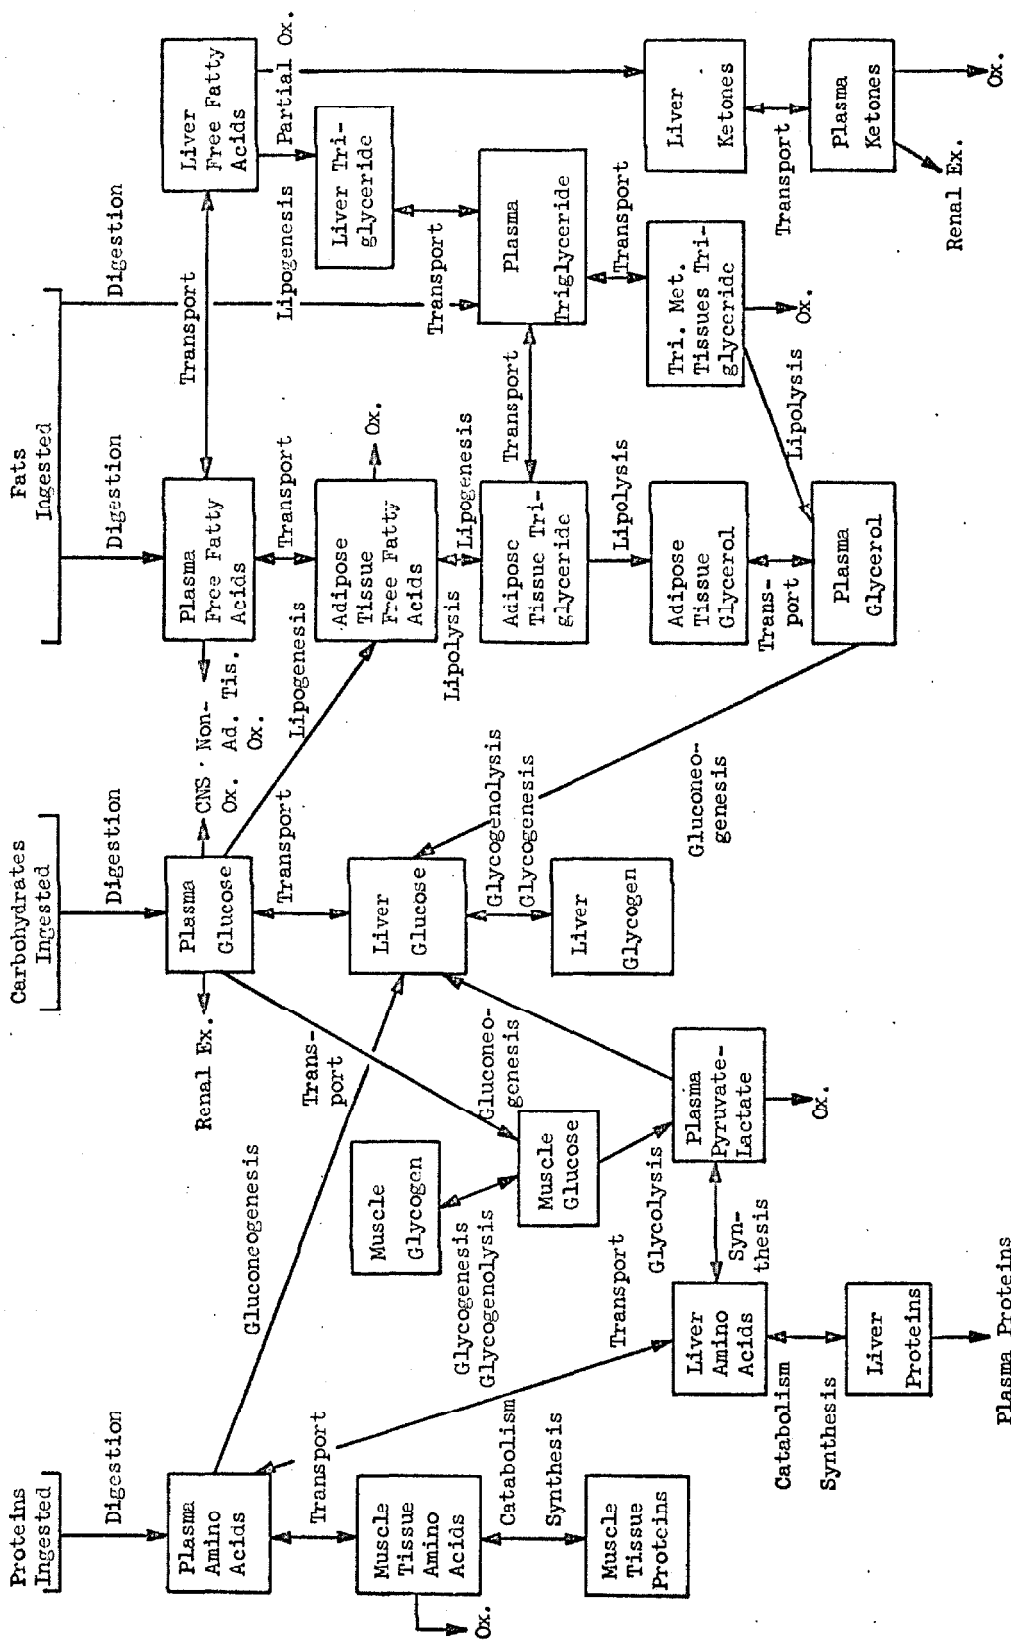 Proteins
Ingested
Digestion
Plasma
Amino
Acids
Transport
Muscle
Tissue
Amino
Acids
Ox.
Catabolism
Synthesis
Muscle
Tissue
Proteins
Gluconeogenesis
Transport
Liver
Amino
Acids
Catabolism
Synthesis
Liver
Proteins
Plasma Proteins
Syn-
thesis
Carbohydrates
Ingested
Digestion
Plasma
Glucose
Renal Ex.
CNS
Ox.
Transport
Trans-
port
Liver
Glucose
Glycogenolysis
Glycogenesis
Liver
Glycogen
Muscle
Glycogen
Glycogenesis
Glycogenolysis
Muscle
Glucose
Glycolysis
Gluconeo-
genesis
Plasma
Pyruvate-
Lactate
Ox.
Gluconeo-
genesis
Lipogenesis
Fats
Ingested
Digestion
Digestion
Plasma
Free Fatty
Acids
Non-
Ad. Tis.
Ox.
Transport
Transport
Adipose
Tissue
Free Fatty
Acids
Ox.
Lipolysis
Lipogenesis
Adipose
Tissue Tri-
glyceride
Lipolysis
Adipose
Tissue
Glycerol
Trans-
port
Plasma
Glycerol
Transport
Liver
Free Fatty
Acids
Partial Ox.
Lipogenesis
Liver Tri-
glyceride
Transport
Plasma
Triglyceride
Transport
Tri. Met.
Tissues Tri-
glyceride
Ox.
Lipolysis
Liver
Ketones
Transport
Plasma
Ketones
Renal Ex.
Ox.